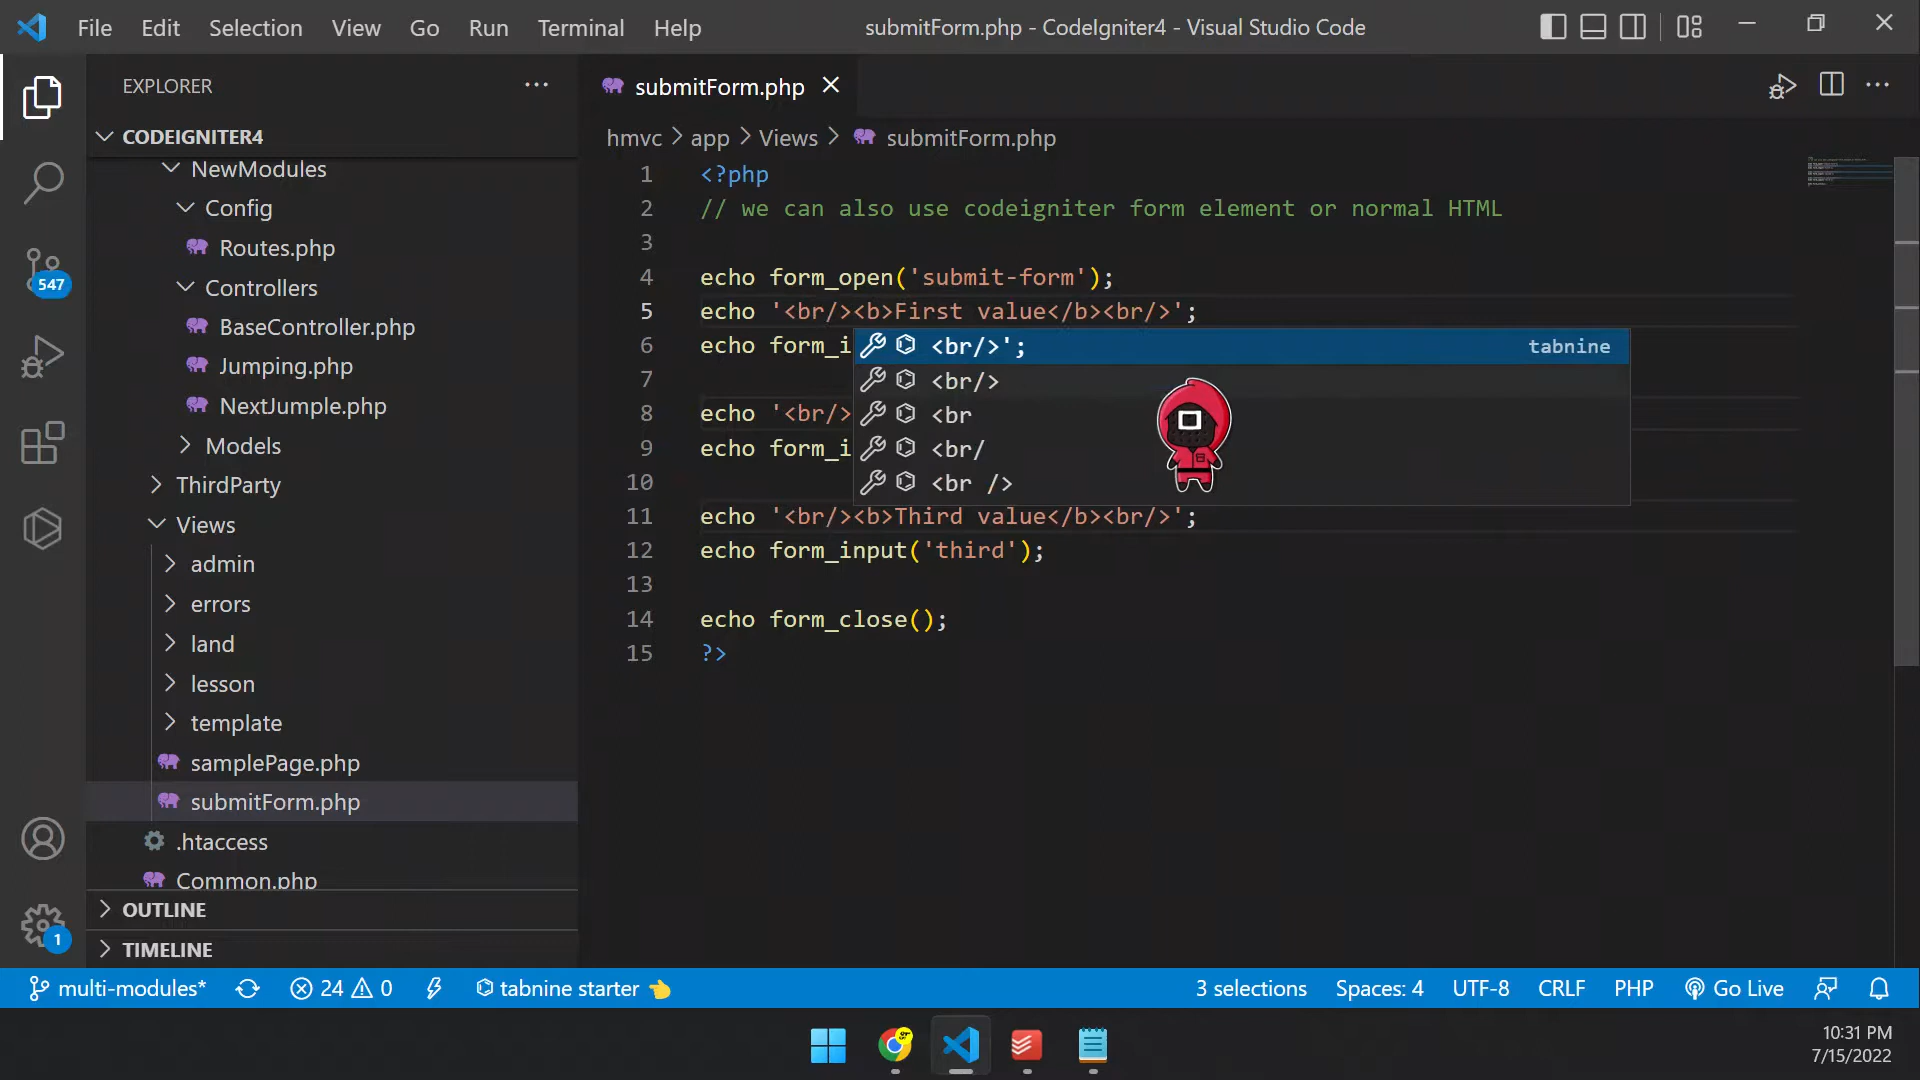 File Edit Selection View Go Run Terminal Help
submitForm.php - CodeIgniter4 - Visual Studio Code
EXPLORER
CODEIGNITER4
NewModules
Config
Routes.php
Controllers
BaseController.php
Jumping.php
NextJumple.php
Models
ThirdParty
Views
admin
errors
land
lesson
template
samplePage.php
submitForm.php
.htaccess
Common.php
OUTLINE
TIMELINE
547
1
submitForm.php
hmvc > app > Views > submitForm.php
1 <?php
2 // we can also use codeigniter form element or normal HTML
3
4 echo form_open('submit-form');
5 echo '<br/><b>First value</b><br/>';
6 echo form_i
7
8 echo '<br/>
9 echo form_i
10
11 echo '<br/><b>Third value</b><br/>';
12 echo form_input('third');
13
14 echo form_close();
15 ?>
<br/>'; tabnine
<br/>
<br
<br/
<br />
multi-modules* 24 0 tabnine starter 3 selections Spaces: 4 UTF-8 CRLF PHP Go Live
10:31 PM
7/15/2022